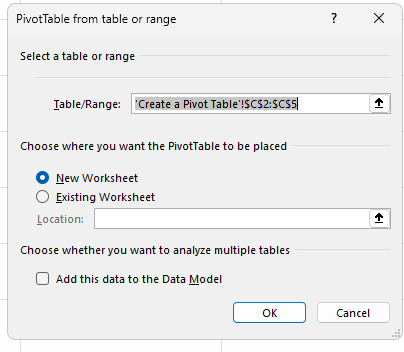 PivotTable from table or range
Select a table or range
Table/Range: 'Create a Pivot Table'!$C$2:$C$5
Choose where you want the PivotTable to be placed
New Worksheet
Existing Worksheet
Location:
Choose whether you want to analyze multiple tables
Add this data to the Data Model
OK Cancel